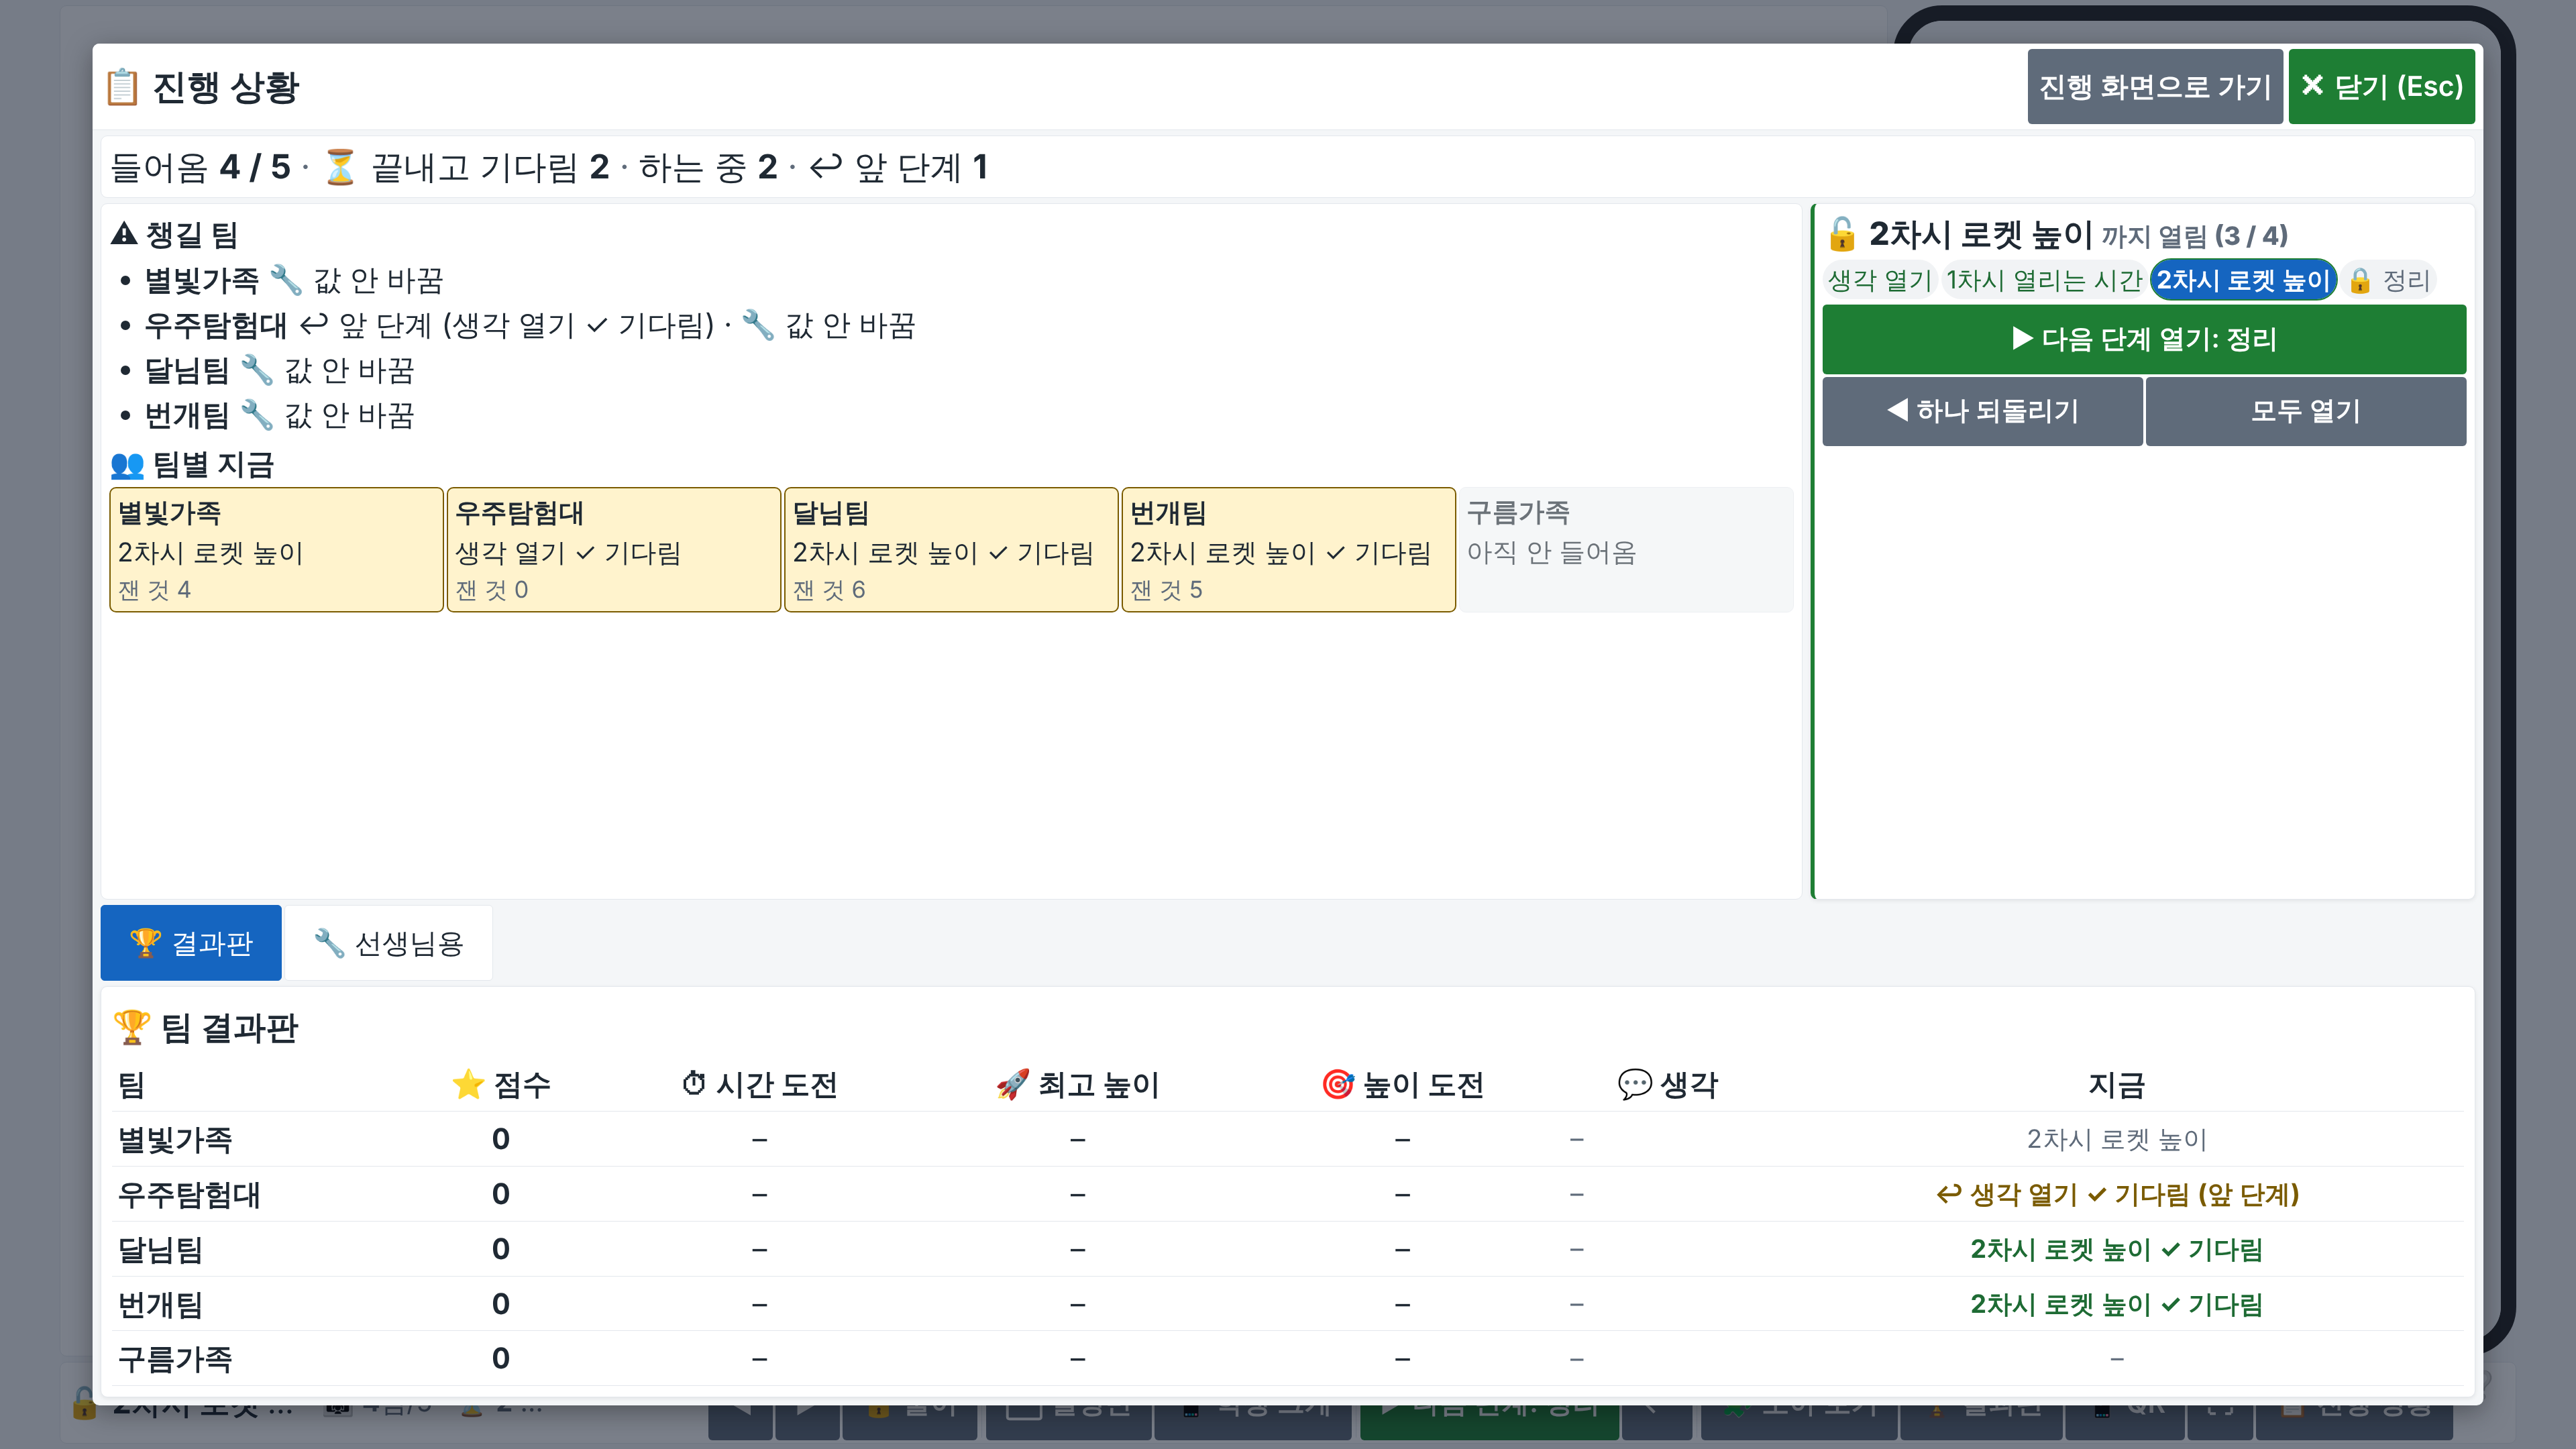 📋 진행 상황
진행 화면으로 가기
✕ 닫기 (Esc)
들어옴 4 / 5 · ⏳ 끝내고 기다림 2 · 하는 중 2 · ↩ 앞 단계 1
⚠ 챙길 팀
• 별빛가족 🔧 값 안 바꿈
• 우주탐험대 ↩ 앞 단계 (생각 열기 ✓ 기다림) · 🔧 값 안 바꿈
• 달님팀 🔧 값 안 바꿈
• 번개팀 🔧 값 안 바꿈
👥 팀별 지금
별빛가족
2차시 로켓 높이
잰 것 4
우주탐험대
생각 열기 ✓ 기다림
잰 것 0
달님팀
2차시 로켓 높이 ✓ 기다림
잰 것 6
번개팀
2차시 로켓 높이 ✓ 기다림
잰 것 5
구름가족
아직 안 들어옴
🔓 2차시 로켓 높이 까지 열림 (3 / 4)
생각 열기 1차시 열리는 시간 2차시 로켓 높이 🔒 정리
▶ 다음 단계 열기: 정리
◀ 하나 되돌리기
모두 열기
🏆 결과판
🔧 선생님용
🏆 팀 결과판
팀 ⭐ 점수 ⏱ 시간 도전 🚀 최고 높이 🎯 높이 도전 💬 생각 지금
별빛가족 0 – – – – 2차시 로켓 높이
우주탐험대 0 – – – – ↩ 생각 열기 ✓ 기다림 (앞 단계)
달님팀 0 – – – – 2차시 로켓 높이 ✓ 기다림
번개팀 0 – – – – 2차시 로켓 높이 ✓ 기다림
구름가족 0 – – – – –